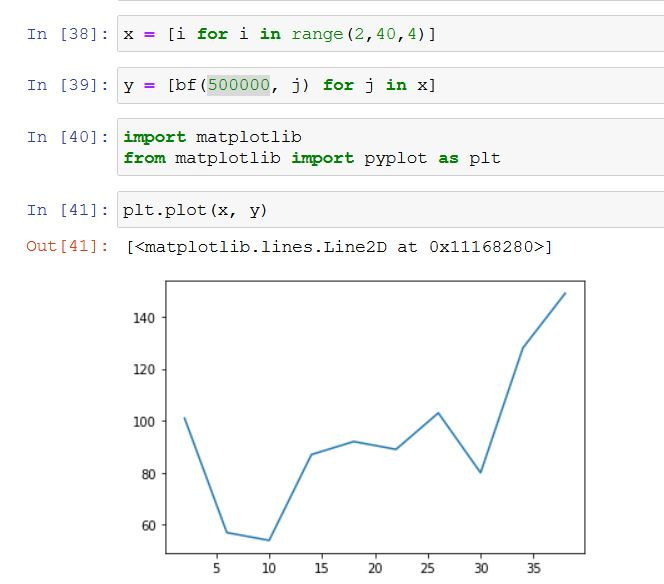 In [38]: x = [i for i in range(2,40,4)]
In [39]: y = [bf(500000, j) for j in x]
In [40]: import matplotlib
from matplotlib import pyplot as plt
In [41]: plt.plot(x, y)
Out[41]: [<matplotlib.lines.Line2D at 0x11168280>]
140
120
100
80
60
5 10 15 20 25 30 35